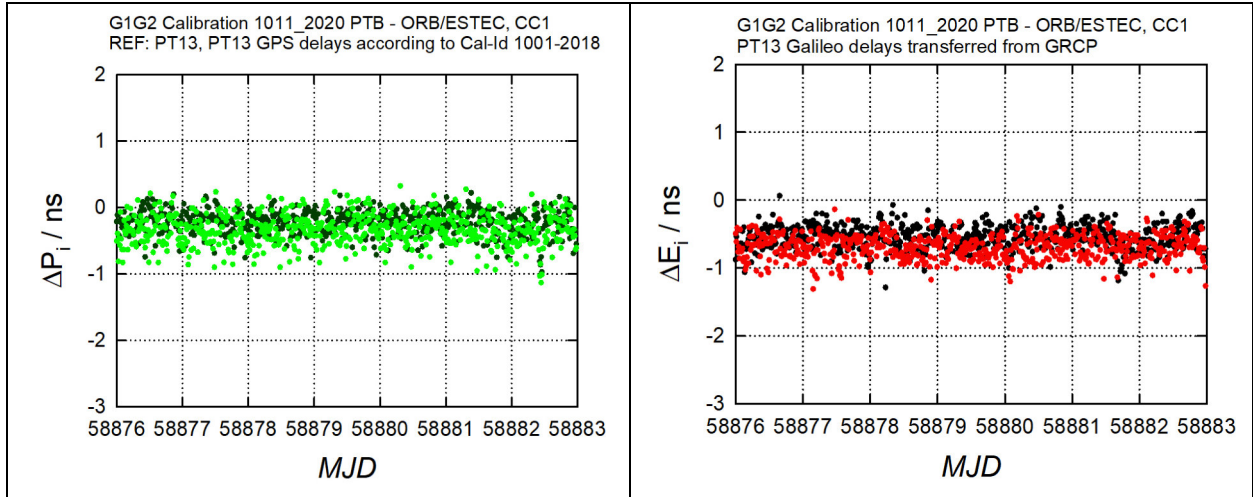 G1G2 Calibration 1011_2020 PTB - ORB/ESTEC, CC1
REF: PT13, PT13 GPS delays according to Cal-Id 1001-2018
2
1
0
-1
-2
-3
ΔPi / ns
58876 58877 58878 58879 58880 58881 58882 58883
MJD
G1G2 Calibration 1011_2020 PTB - ORB/ESTEC, CC1
PT13 Galileo delays transferred from GRCP
2
1
0
-1
-2
-3
ΔEi / ns
58876 58877 58878 58879 58880 58881 58882 58883
MJD